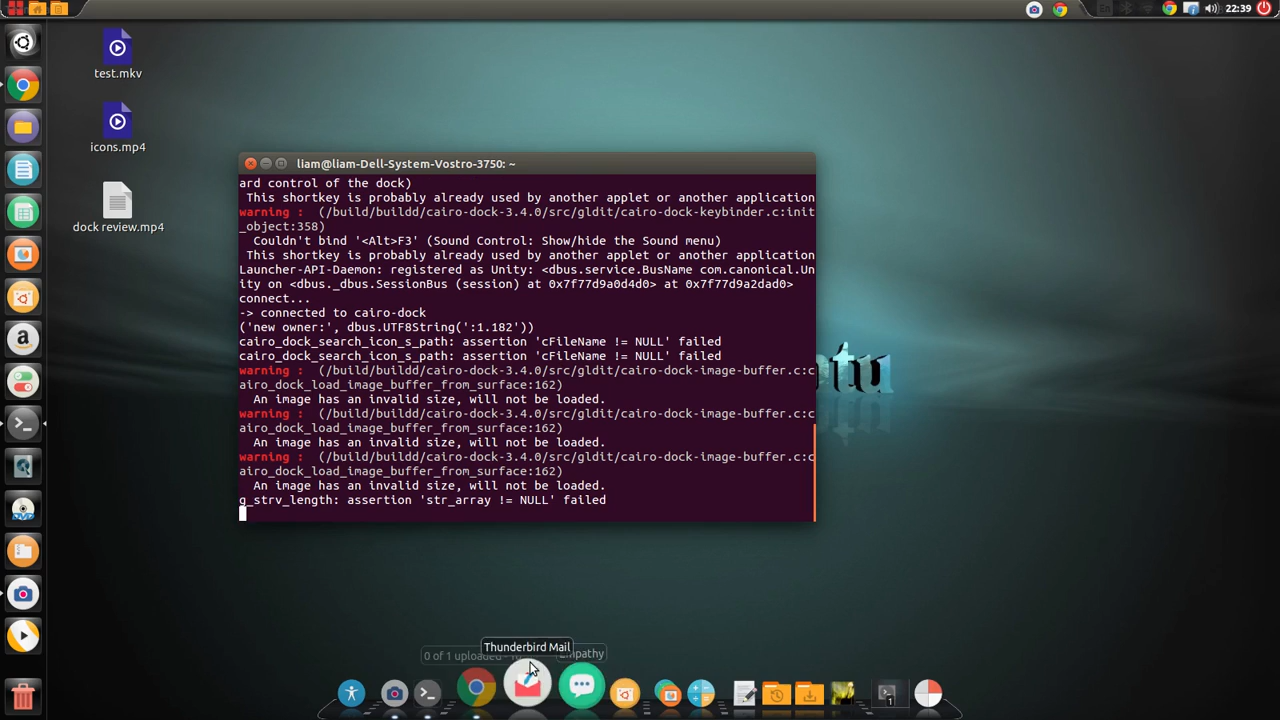 22:39
test.mkv
icons.mp4
dock review.mp4
liam@liam-Dell-System-Vostro-3750: ~
ard control of the dock)
This shortkey is probably already used by another applet or another application
warning :  (/build/buildd/cairo-dock-3.4.0/src/gldit/cairo-dock-keybinder.c:init
_object:358)
Couldn't bind '<Alt>F3' (Sound Control: Show/hide the Sound menu)
This shortkey is probably already used by another applet or another application
Launcher-API-Daemon: registered as Unity: <dbus.service.BusName com.canonical.Un
ity on <dbus._dbus.SessionBus (session) at 0x7f77d9a0d4d0> at 0x7f77d9a2dad0>
connect...
-> connected to cairo-dock
('new owner:', dbus.UTF8String(':1.182'))
cairo_dock_search_icon_s_path: assertion 'cFileName != NULL' failed
cairo_dock_search_icon_s_path: assertion 'cFileName != NULL' failed
warning :  (/build/buildd/cairo-dock-3.4.0/src/gldit/cairo-dock-image-buffer.c:c
airo_dock_load_image_buffer_from_surface:162)
An image has an invalid size, will not be loaded.
warning :  (/build/buildd/cairo-dock-3.4.0/src/gldit/cairo-dock-image-buffer.c:c
airo_dock_load_image_buffer_from_surface:162)
An image has an invalid size, will not be loaded.
warning :  (/build/buildd/cairo-dock-3.4.0/src/gldit/cairo-dock-image-buffer.c:c
airo_dock_load_image_buffer_from_surface:162)
An image has an invalid size, will not be loaded.
g_strv_length: assertion 'str_array != NULL' failed
tu
Thunderbird Mail
0 of 1 uploaded
Empathy
1